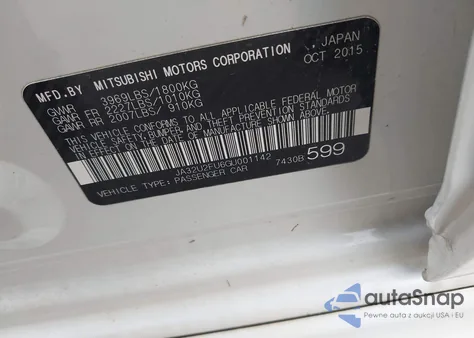 MFD.BY MITSUBISHI MOTORS CORPORATION JAPAN
GVWR 3969LBS/1800KG OCT 2015
GAWR FR 2227LBS/1010KG
GAWR RR 2007LBS/ 910KG
THIS VEHICLE CONFORMS TO ALL APPLICABLE FEDERAL MOTOR
VEHICLE SAFETY, BUMPER AND THEFT PREVENTION STANDARDS
IN EFFECT ON THE DATE OF MANUFACTURE SHOWN ABOVE.
JA32U2FU6GU001142 7430B 599
VEHICLE TYPE: PASSENGER CAR
autoSnap
Pewne auta z dostawą z USA i EU